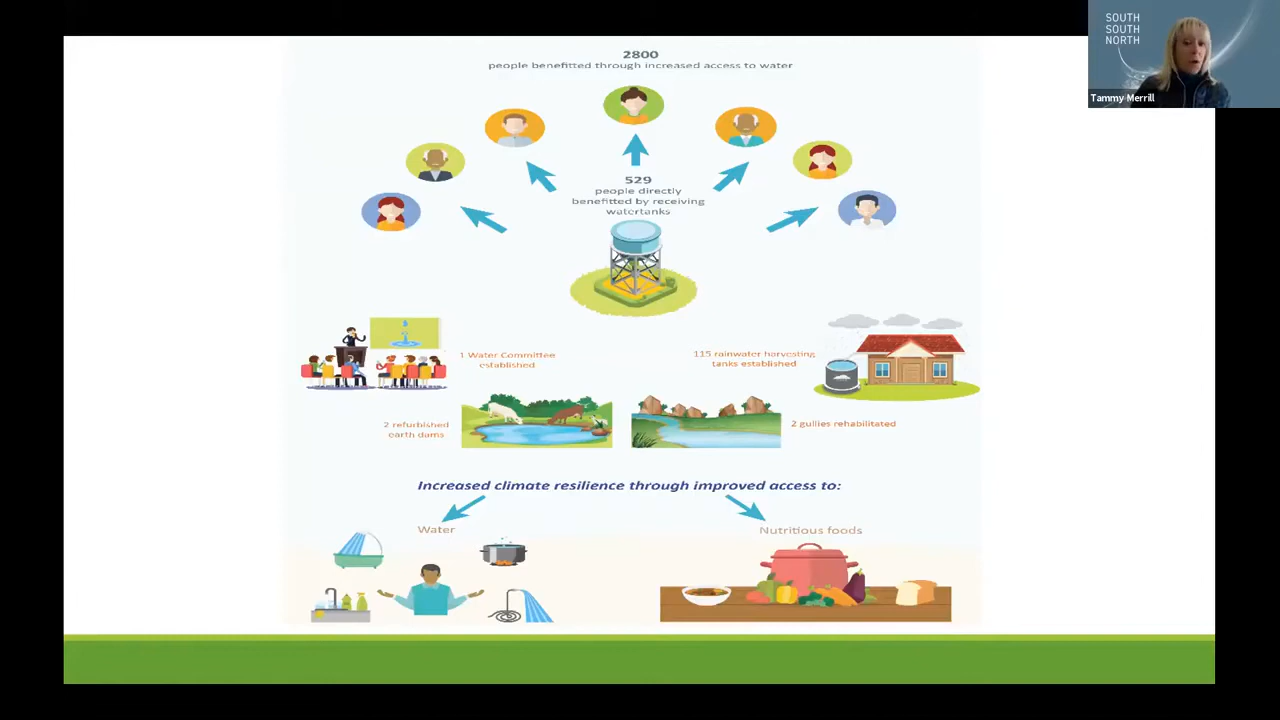 SOUTH
SOUTH
NORTH
Tammy Merrill
2800
people benefitted through increased access to water
529
people directly
benefitted by receiving
watertanks
1 Water Committee
established
115 rainwater harvesting
tanks established
2 refurbished
earth dams
2 gullies rehabilitated
Increased climate resilience through improved access to:
Water
Nutritious foods